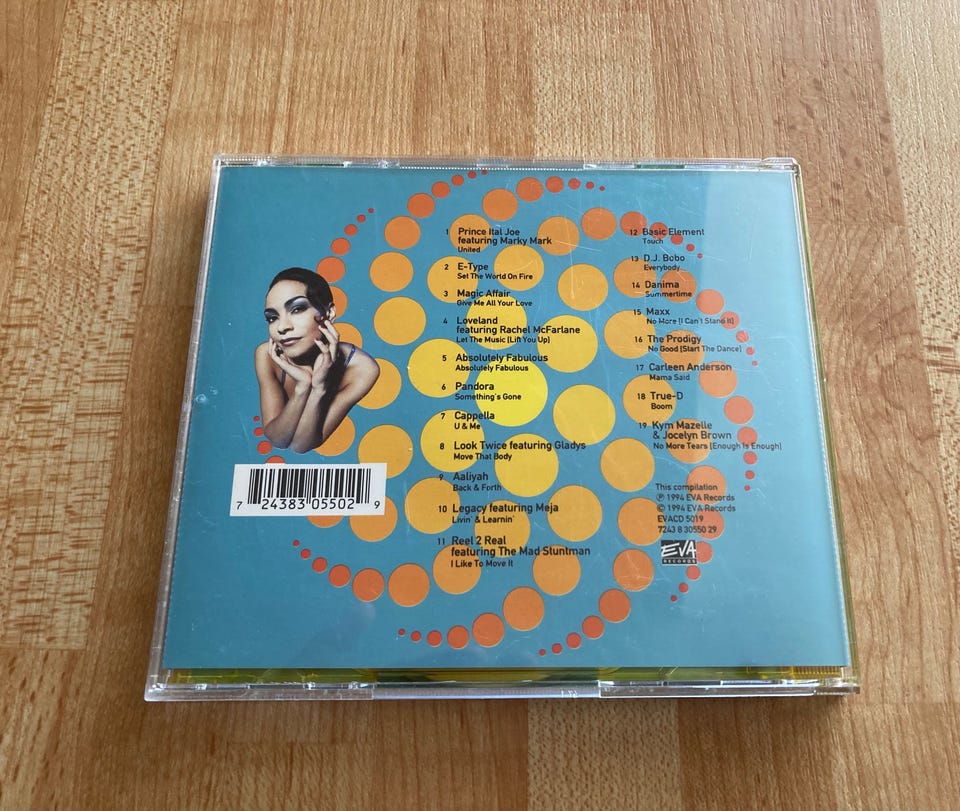 1 Prince Ital Joe
featuring Marky Mark
United
2 E-Type
Set The World On Fire
3 Magic Affair
Give Me All Your Love
4 Loveland
featuring Rachel McFarlane
Let The Music [Lift You Up]
5 Absolutely Fabulous
Absolutely Fabulous
6 Pandora
Something's Gone
7 Cappella
U & Me
8 Look Twice featuring Gladys
Move That Body
9 Aaliyah
Back & Forth
10 Legacy featuring Meja
Livin' & Learnin'
11 Reel 2 Real
featuring The Mad Stuntman
I Like To Move It
12 Basic Element
Touch
13 D.J. Bobo
Everybody
14 Danima
Summertime
15 Maxx
No More [I Can't Stand It]
16 The Prodigy
No Good [Start The Dance]
17 Carleen Anderson
Mama Said
18 True-D
Boom
19 Kym Mazelle
& Jocelyn Brown
No More Tears [Enough Is Enough]
This compilation
℗ 1994 EVA Records
© 1994 EVA Records
EVACD 5019
7243 8 30550 29
EVA
RECORDS
7 24383 05502 9